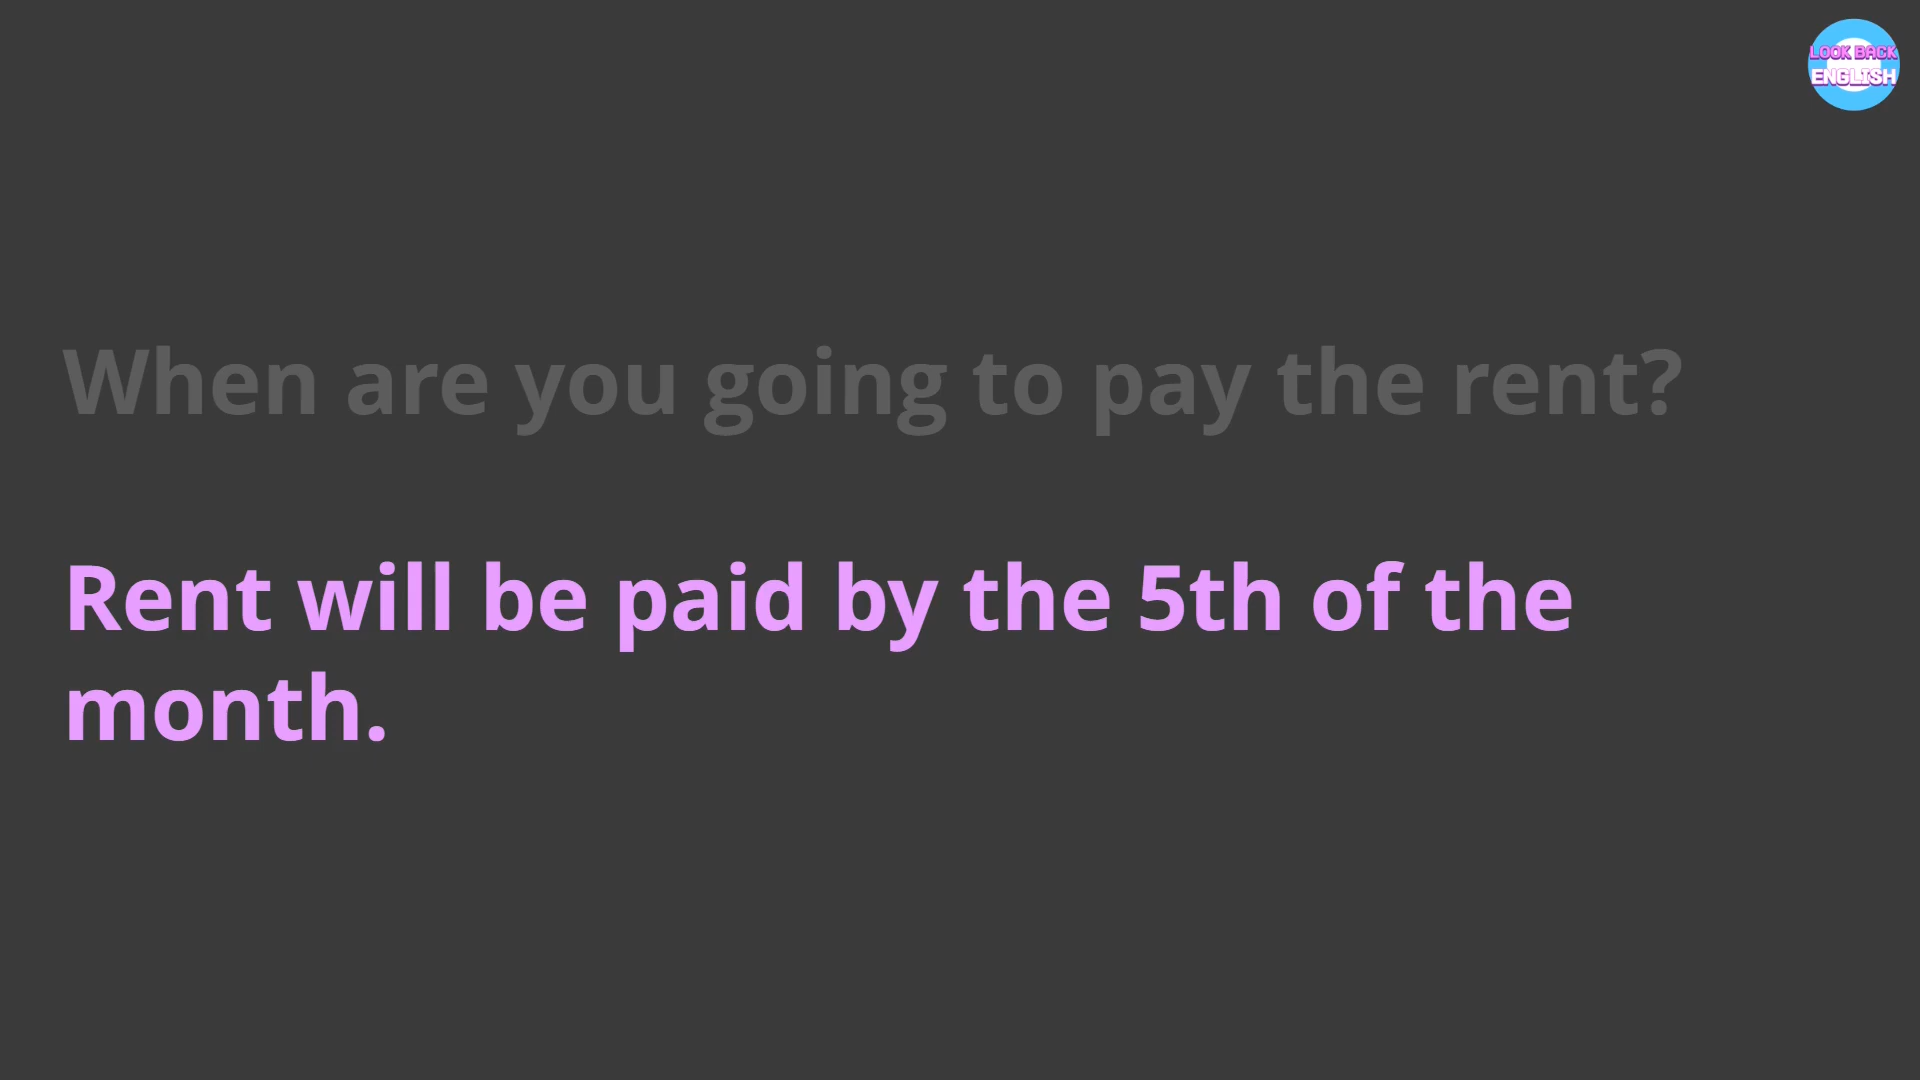 LOOK BACK
ENGLISH
When are you going to pay the rent?
Rent will be paid by the 5th of the
month.